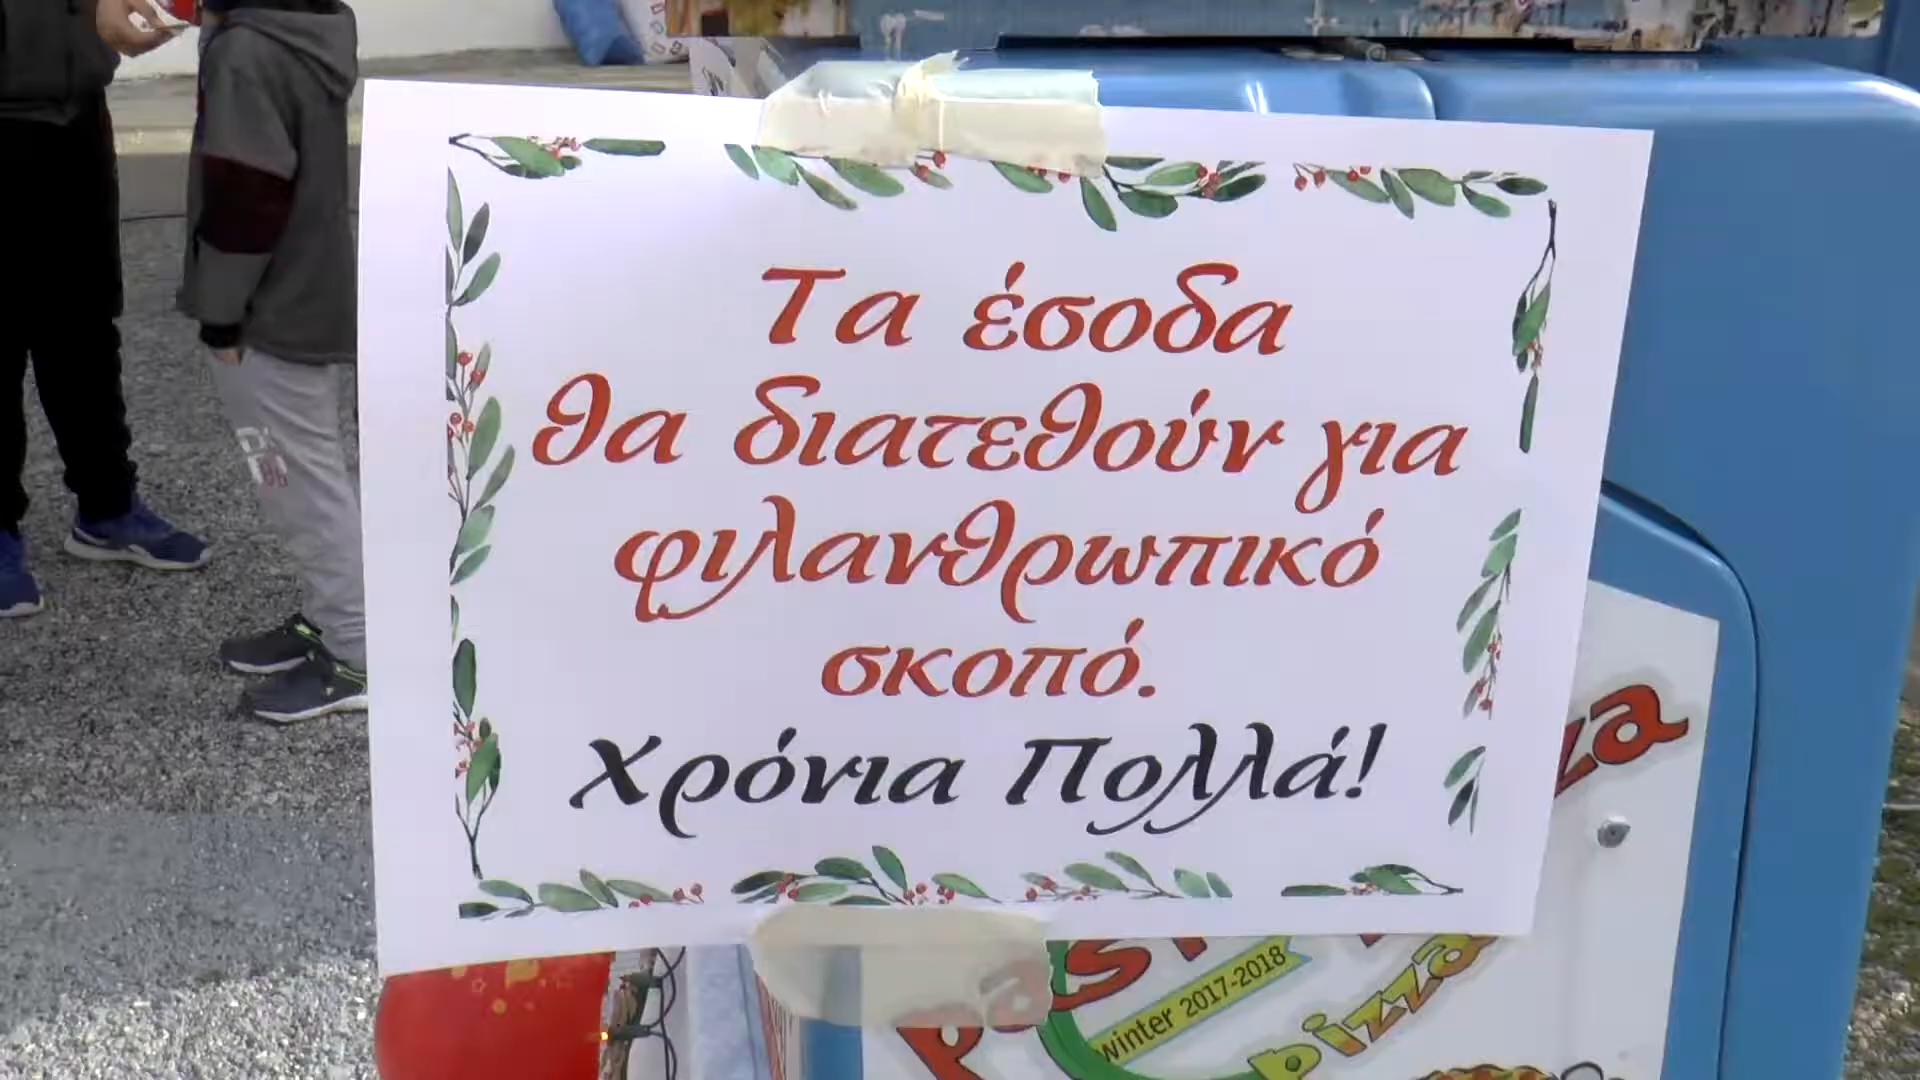 Τα έσοδα
θα διατεθούν για
φιλανθρωπικό
σκοπό.
Χρόνια Πολλά!
winter 2017-2018
pizza